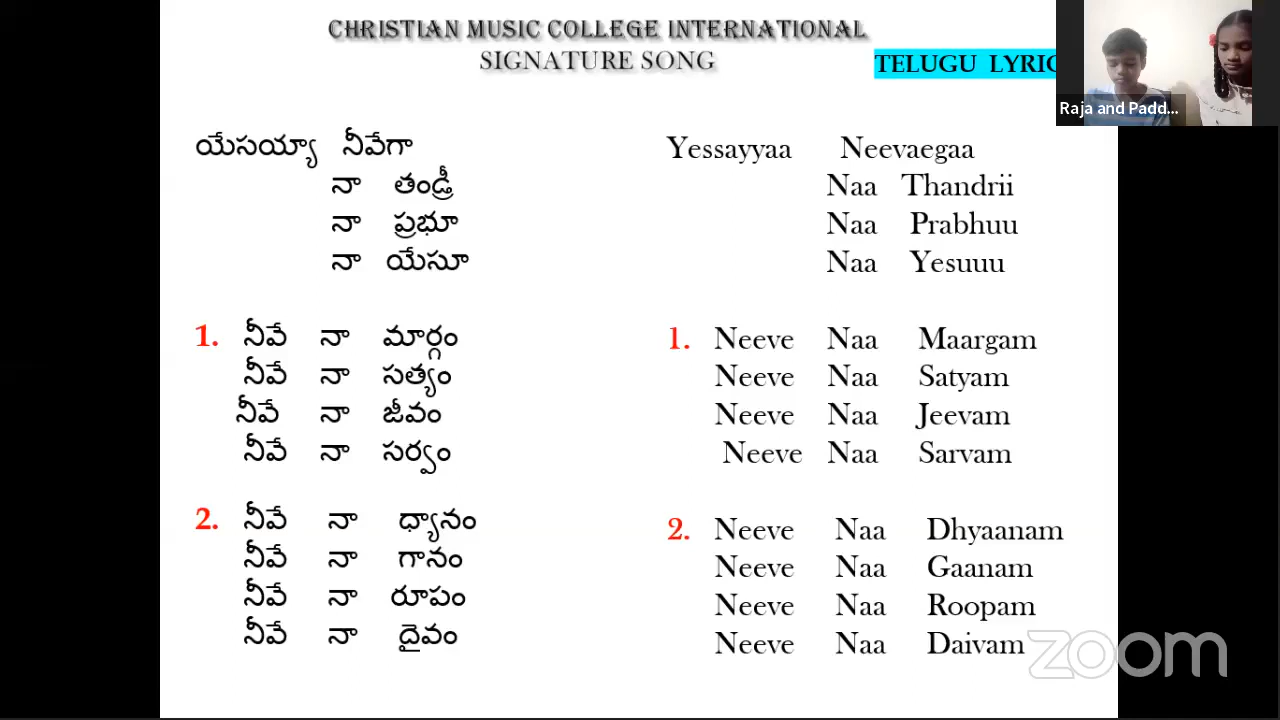 CHRISTIAN MUSIC COLLEGE INTERNATIONAL
SIGNATURE SONG
TELUGU LYRIC
Raja and Padd...
యేసయ్యా నీవేగా
నా తండ్రీ
నా ప్రభూ
నా యేసూ
1. నీవే నా మార్గం
నీవే నా సత్యం
నీవే నా జీవం
నీవే నా సర్వం
2. నీవే నా ధ్యానం
నీవే నా గానం
నీవే నా రూపం
నీవే నా దైవం
Yessayyaa Neevaegaa
Naa Thandrii
Naa Prabhuu
Naa Yesuuu
1. Neeve Naa Maargam
Neeve Naa Satyam
Neeve Naa Jeevam
Neeve Naa Sarvam
2. Neeve Naa Dhyaanam
Neeve Naa Gaanam
Neeve Naa Roopam
Neeve Naa Daivam
zoom